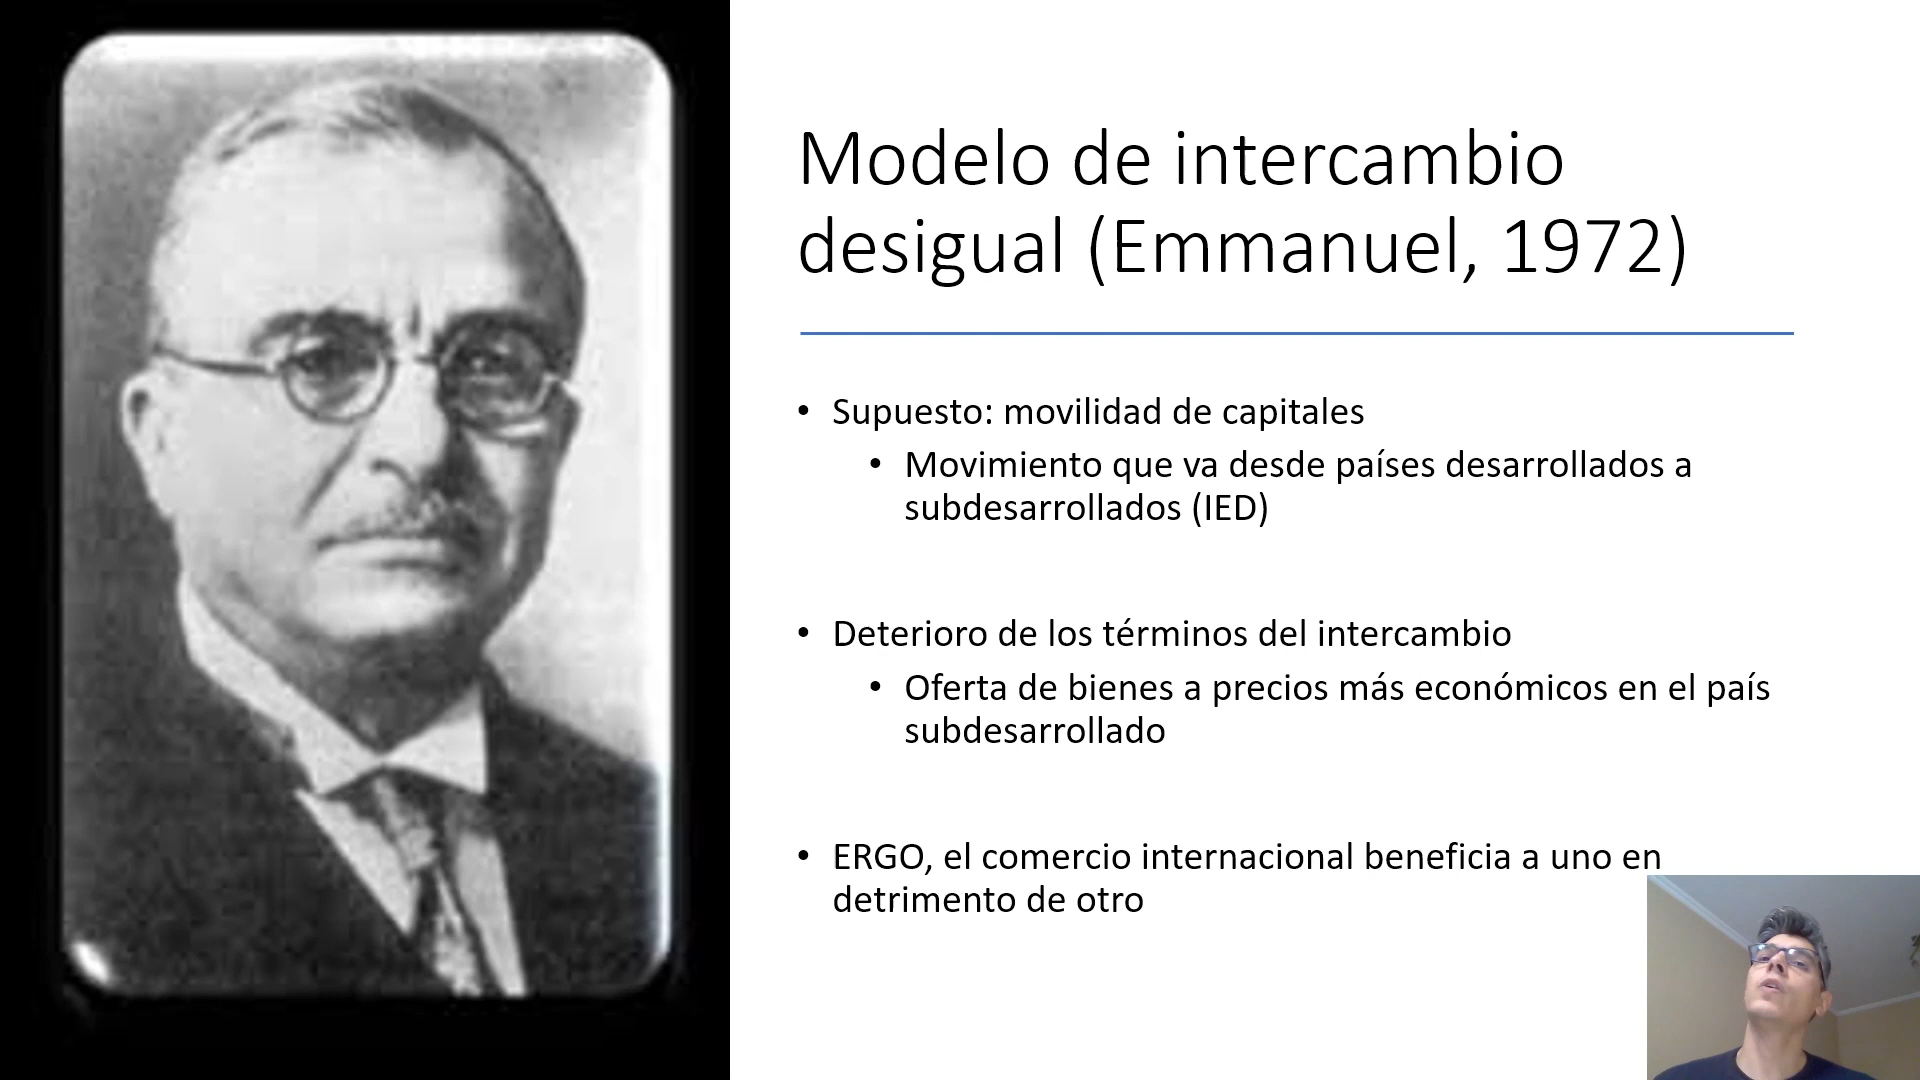 Modelo de intercambio
desigual (Emmanuel, 1972)
• Supuesto: movilidad de capitales
• Movimiento que va desde países desarrollados a
subdesarrollados (IED)
• Deterioro de los términos del intercambio
• Oferta de bienes a precios más económicos en el país
subdesarrollado
• ERGO, el comercio internacional beneficia a uno en
detrimento de otro